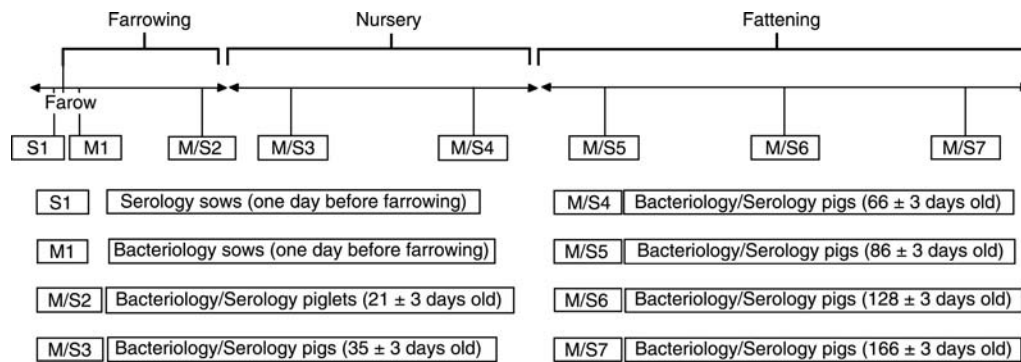 Farrowing Nursery Fattening
Farow
S1 M1 M/S2 M/S3 M/S4 M/S5 M/S6 M/S7
S1 Serology sows (one day before farrowing)
M/S4 Bacteriology/Serology pigs (66 ± 3 days old)
M1 Bacteriology sows (one day before farrowing)
M/S5 Bacteriology/Serology pigs (86 ± 3 days old)
M/S2 Bacteriology/Serology piglets (21 ± 3 days old)
M/S6 Bacteriology/Serology pigs (128 ± 3 days old)
M/S3 Bacteriology/Serology pigs (35 ± 3 days old)
M/S7 Bacteriology/Serology pigs (166 ± 3 days old)